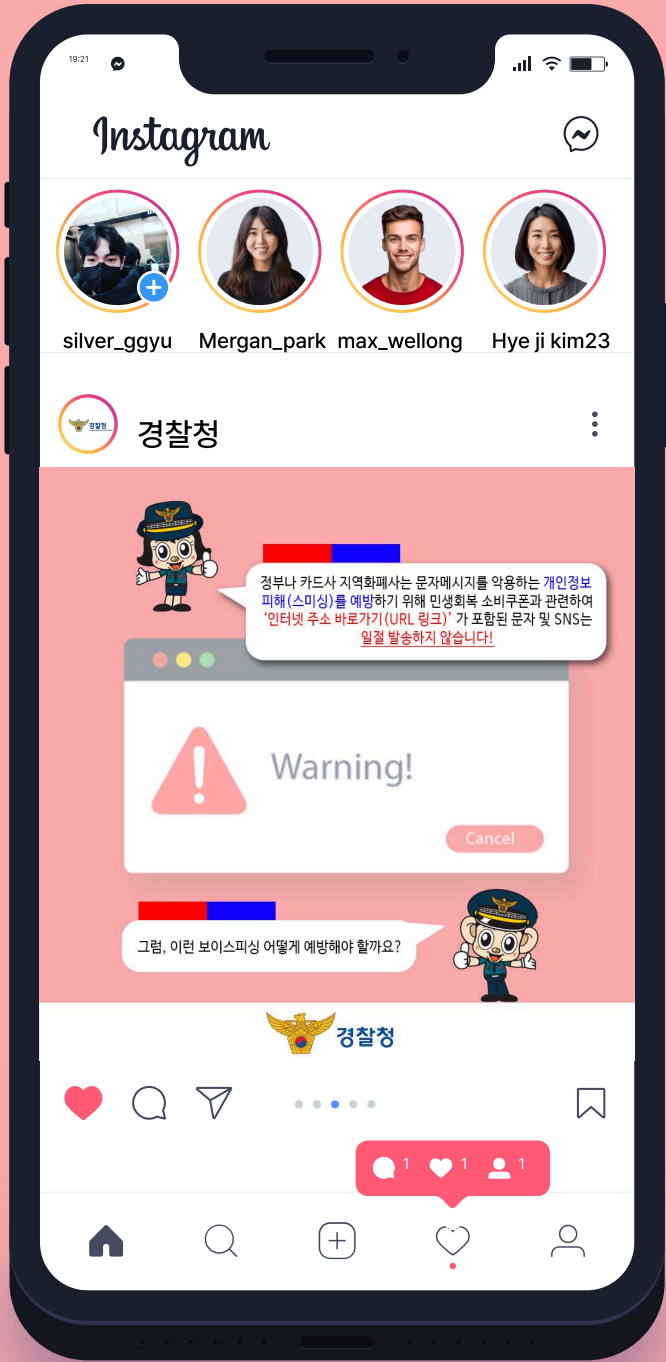 19:21
Instagram
silver_ggyu
Mergan_park
max_wellong
Hye ji kim23
경찰청
경찰청
정부나 카드사 지역화폐사는 문자메시지를 악용하는 개인정보
피해(스미싱)를 예방하기 위해 민생회복 소비쿠폰과 관련하여
'인터넷 주소 바로가기(URL 링크)' 가 포함된 문자 및 SNS는
일절 발송하지 않습니다!
Warning!
Cancel
그럼, 이런 보이스피싱 어떻게 예방해야 할까요?
경찰청
1
1
1